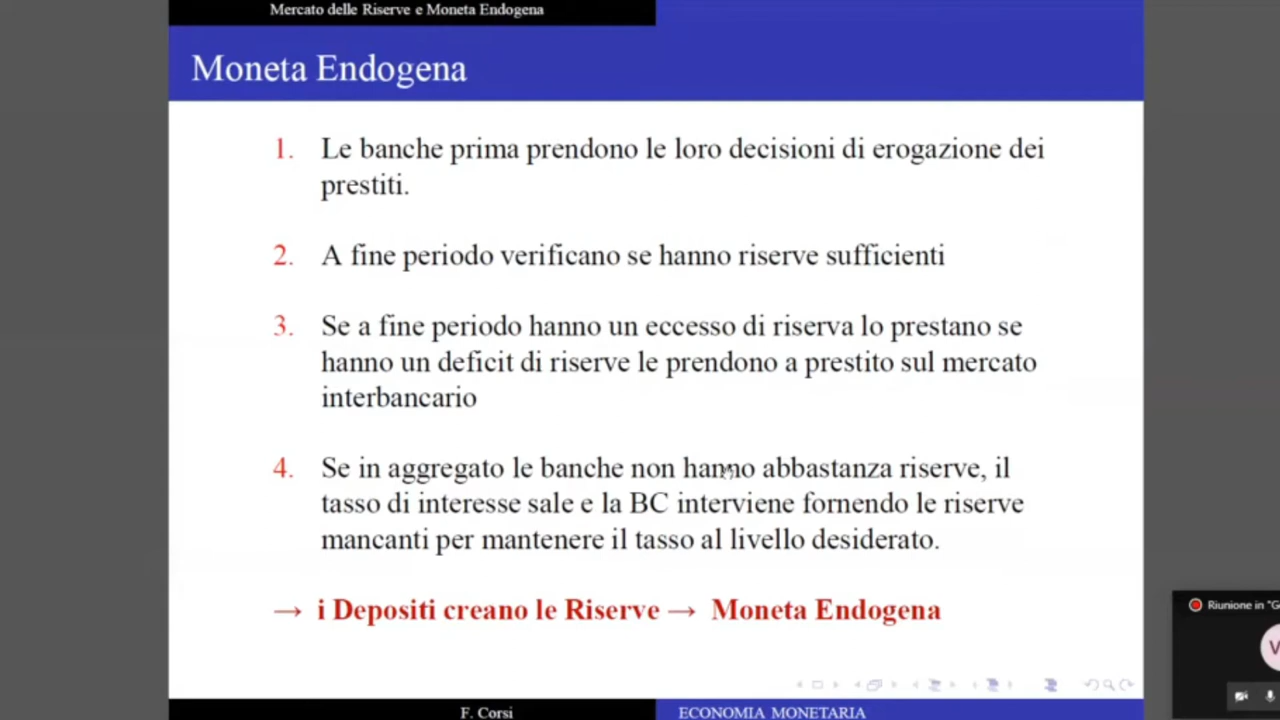 Mercato delle Riserve e Moneta Endogena
Moneta Endogena
1. Le banche prima prendono le loro decisioni di erogazione dei
prestiti.
2. A fine periodo verificano se hanno riserve sufficienti
3. Se a fine periodo hanno un eccesso di riserva lo prestano se
hanno un deficit di riserve le prendono a prestito sul mercato
interbancario
4. Se in aggregato le banche non hanno abbastanza riserve, il
tasso di interesse sale e la BC interviene fornendo le riserve
mancanti per mantenere il tasso al livello desiderato.
→ i Depositi creano le Riserve → Moneta Endogena
Riunione in "G
V
F. Corsi
ECONOMIA MONETARIA